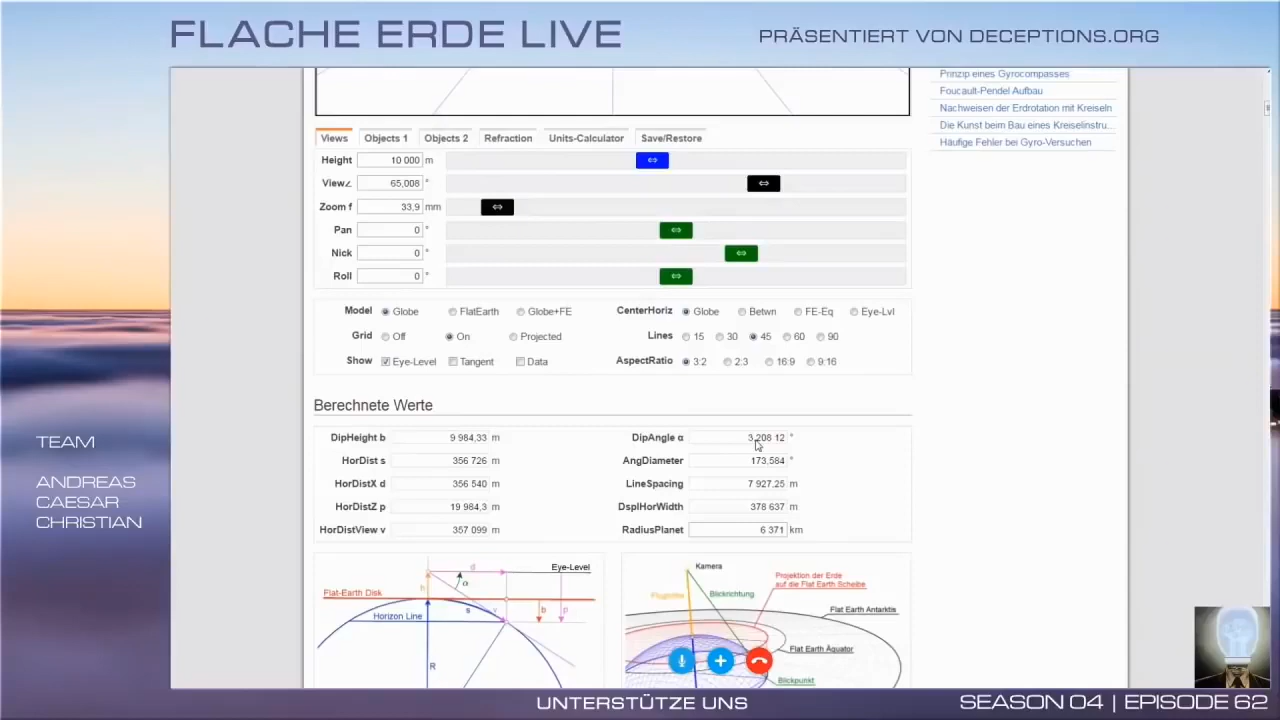 FLACHE ERDE LIVE
PRÄSENTIERT VON DECEPTIONS.ORG
Prinzip eines Gyrocompasses
Foucault-Pendel Aufbau
Nachweisen der Erdrotation mit Kreiseln
Die Kunst beim Bau eines Kreiselinstru...
Häufige Fehler bei Gyro-Versuchen
Views Objects 1 Objects 2 Refraction Units-Calculator Save/Restore
Height 10 000 m
View∠ 65,008 °
Zoom f 33,9 mm
Pan 0 °
Nick 0 °
Roll 0 °
Model Globe FlatEarth Globe+FE CenterHoriz Globe Betwn FE-Eq Eye-Lvl
Grid Off On Projected Lines 15 30 45 60 90
Show Eye-Level Tangent Data AspectRatio 3:2 2:3 16:9 9:16
Berechnete Werte
DipHeight b 9 984,33 m DipAngle α 3,208 12 °
HorDist s 356 726 m AngDiameter 173,584 °
HorDistX d 356 540 m LineSpacing 7 927,25 m
HorDistZ p 19 984,3 m DsplHorWidth 378 637 m
HorDistView v 357 099 m RadiusPlanet 6 371 km
d Eye-Level
α
h
Flat-Earth Disk
s v b p
Horizon Line
R
Kamera
Projektion der Erde
auf die Flat Earth Scheibe
Flughöhe Blickrichtung
Flat Earth Antarktis
Flat Earth Äquator
Blickpunkt
TEAM
ANDREAS
CAESAR
CHRISTIAN
UNTERSTÜTZE UNS
SEASON 04 | EPISODE 62